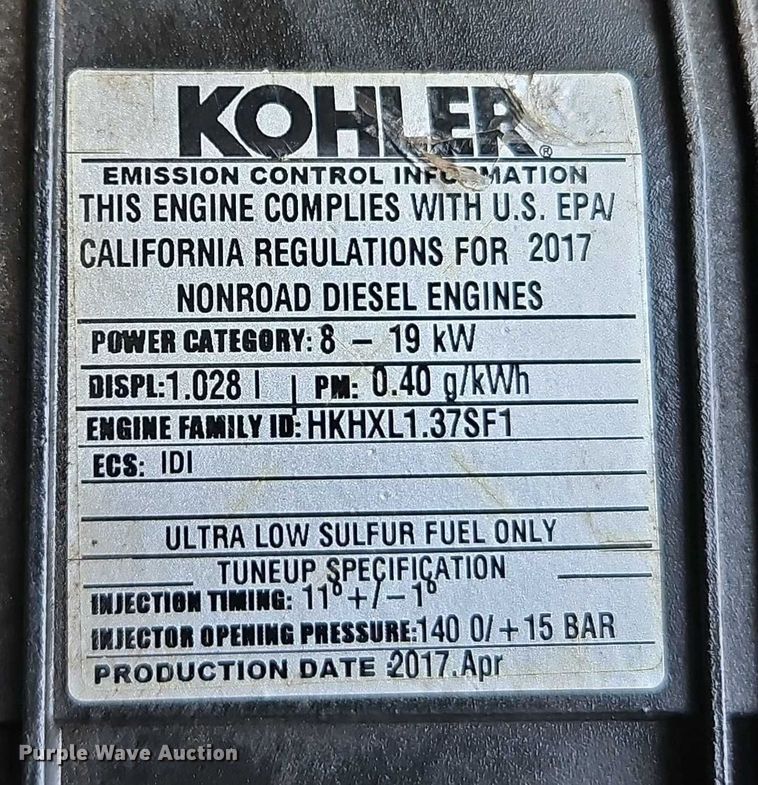 KOHLER®
EMISSION CONTROL INFORMATION
THIS ENGINE COMPLIES WITH U.S. EPA/
CALIFORNIA REGULATIONS FOR 2017
NONROAD DIESEL ENGINES
POWER CATEGORY: 8 – 19 kW
DISPL: 1.028 l | PM: 0.40 g/kWh
ENGINE FAMILY ID: HKHXL1.37SF1
ECS: IDI
ULTRA LOW SULFUR FUEL ONLY
TUNEUP SPECIFICATION
INJECTION TIMING: 11° +/– 1°
INJECTOR OPENING PRESSURE: 140 0/+15 BAR
PRODUCTION DATE :2017.Apr
Purple Wave Auction